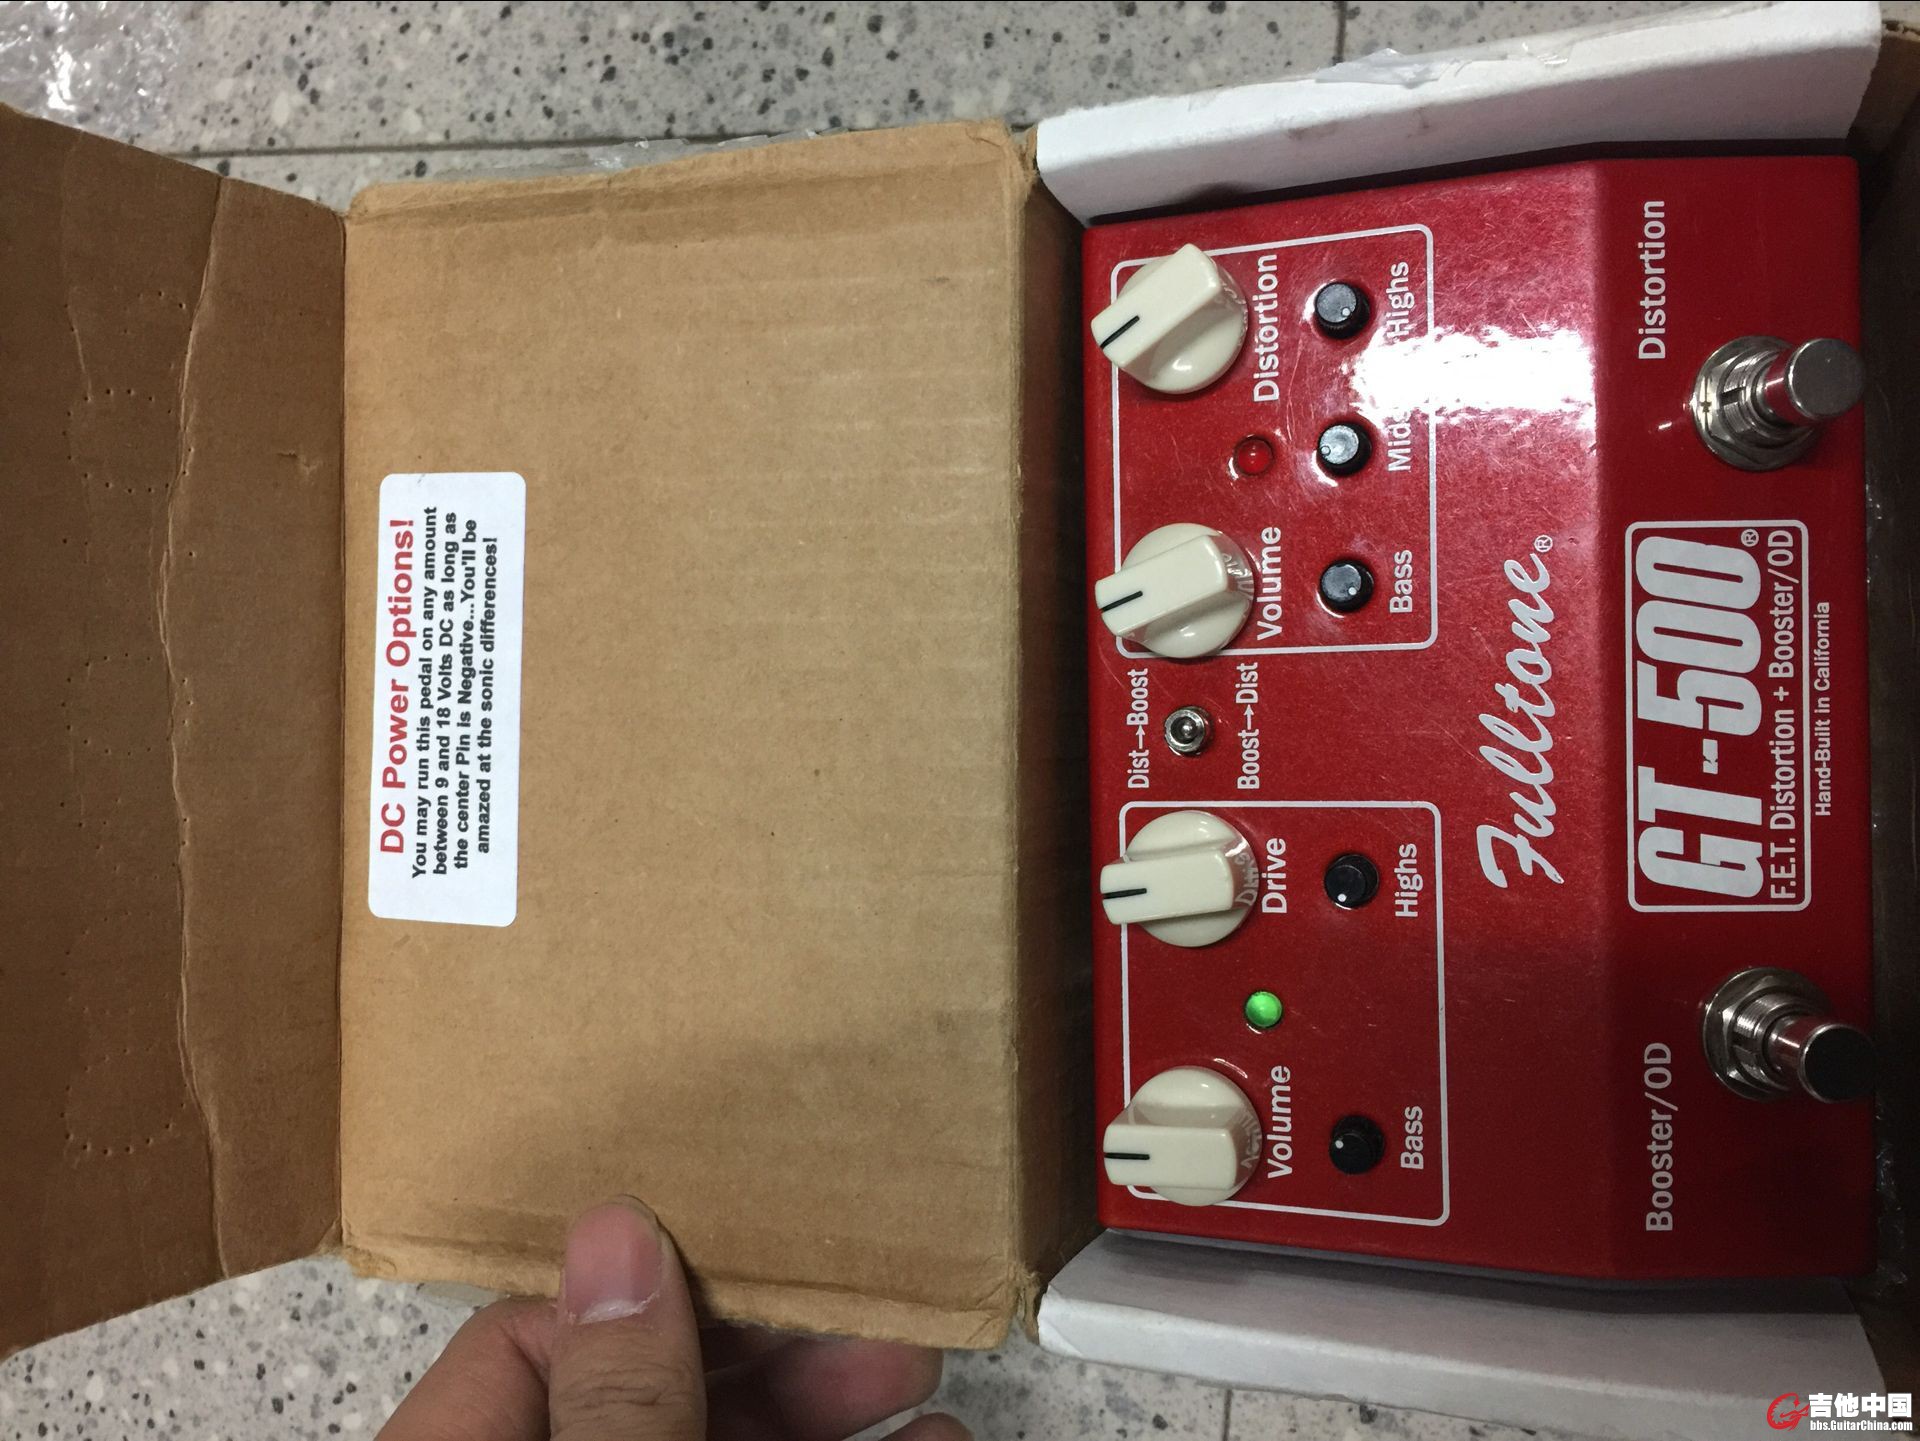 DC Power Options!
You may run this pedal on any amount
between 9 and 18 Volts DC as long as
the center Pin is Negative...You'll be
amazed at the sonic differences!
Volume
Drive
Dist→Boost
Boost→Dist
Volume
Distortion
Bass
Highs
Bass
Mids
Highs
Fulltone®
Booster/OD
GT-500®
F.E.T. Distortion + Booster/OD
Hand-Built in California
Distortion
吉他中国
bbs.GuitarChina.com